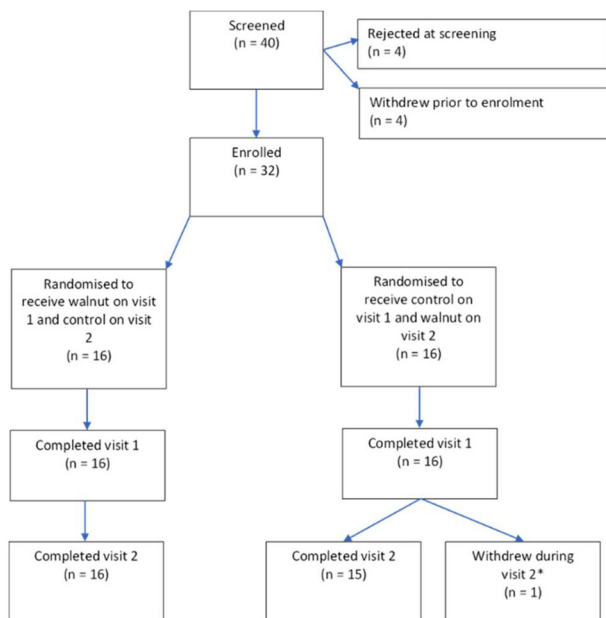 Screened
(n = 40)
Rejected at screening
(n = 4)
Withdrew prior to enrolment
(n = 4)
Enrolled
(n = 32)
Randomised to
receive walnut on visit
1 and control on visit
2
(n = 16)
Randomised to
receive control on
visit 1 and walnut on
visit 2
(n = 16)
Completed visit 1
(n = 16)
Completed visit 1
(n = 16)
Completed visit 2
(n = 16)
Completed visit 2
(n = 15)
Withdrew during
visit 2*
(n = 1)